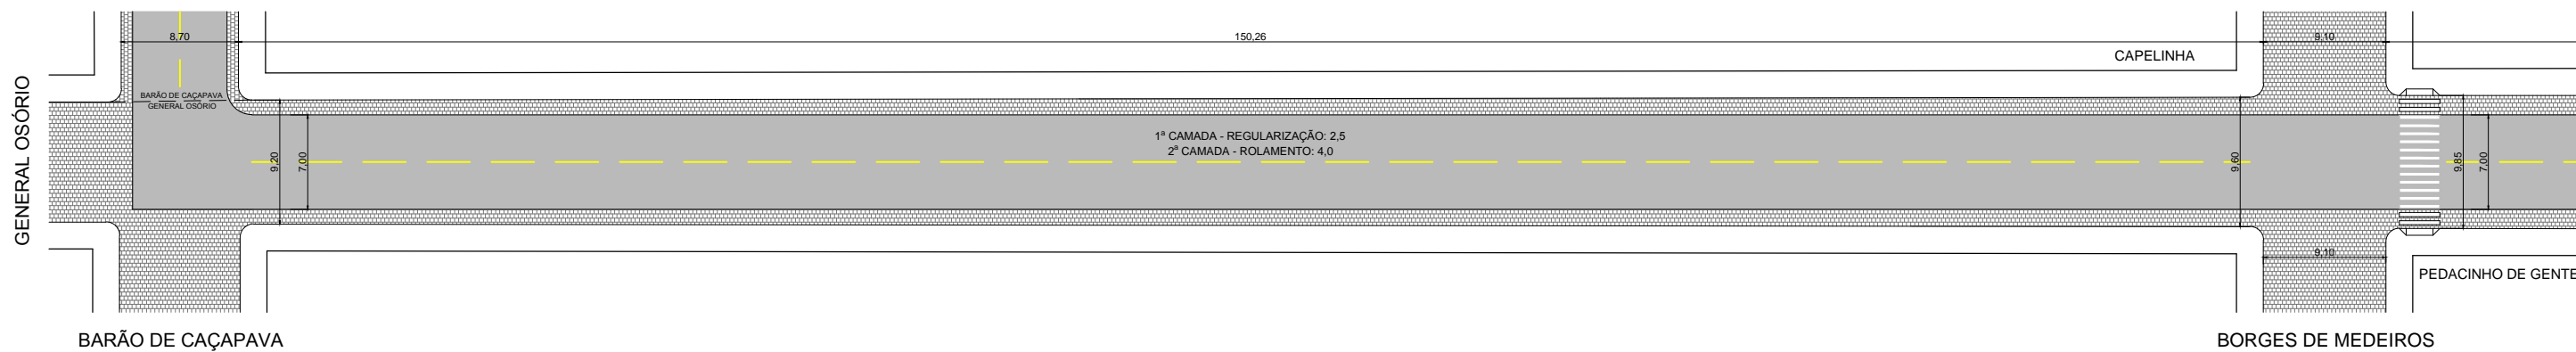 8,70
150,26
9,10
CAPELINHA
GENERAL OSÓRIO
BARÃO DE CAÇAPAVA
GENERAL OSÓRIO
1ª CAMADA - REGULARIZAÇÃO: 2,5
2ª CAMADA - ROLAMENTO: 4,0
9,20
7,00
9,60
9,85
7,00
9,10
PEDACINHO DE GENTE
BARÃO DE CAÇAPAVA
BORGES DE MEDEIROS